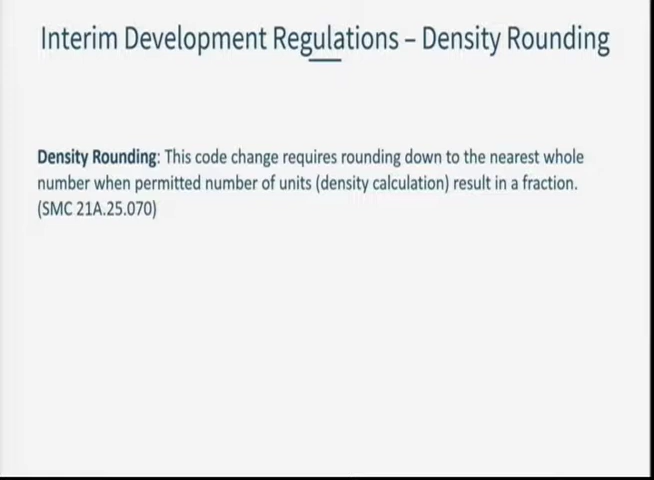 Interim Development Regulations – Density Rounding
Density Rounding: This code change requires rounding down to the nearest whole
number when permitted number of units (density calculation) result in a fraction.
(SMC 21A.25.070)